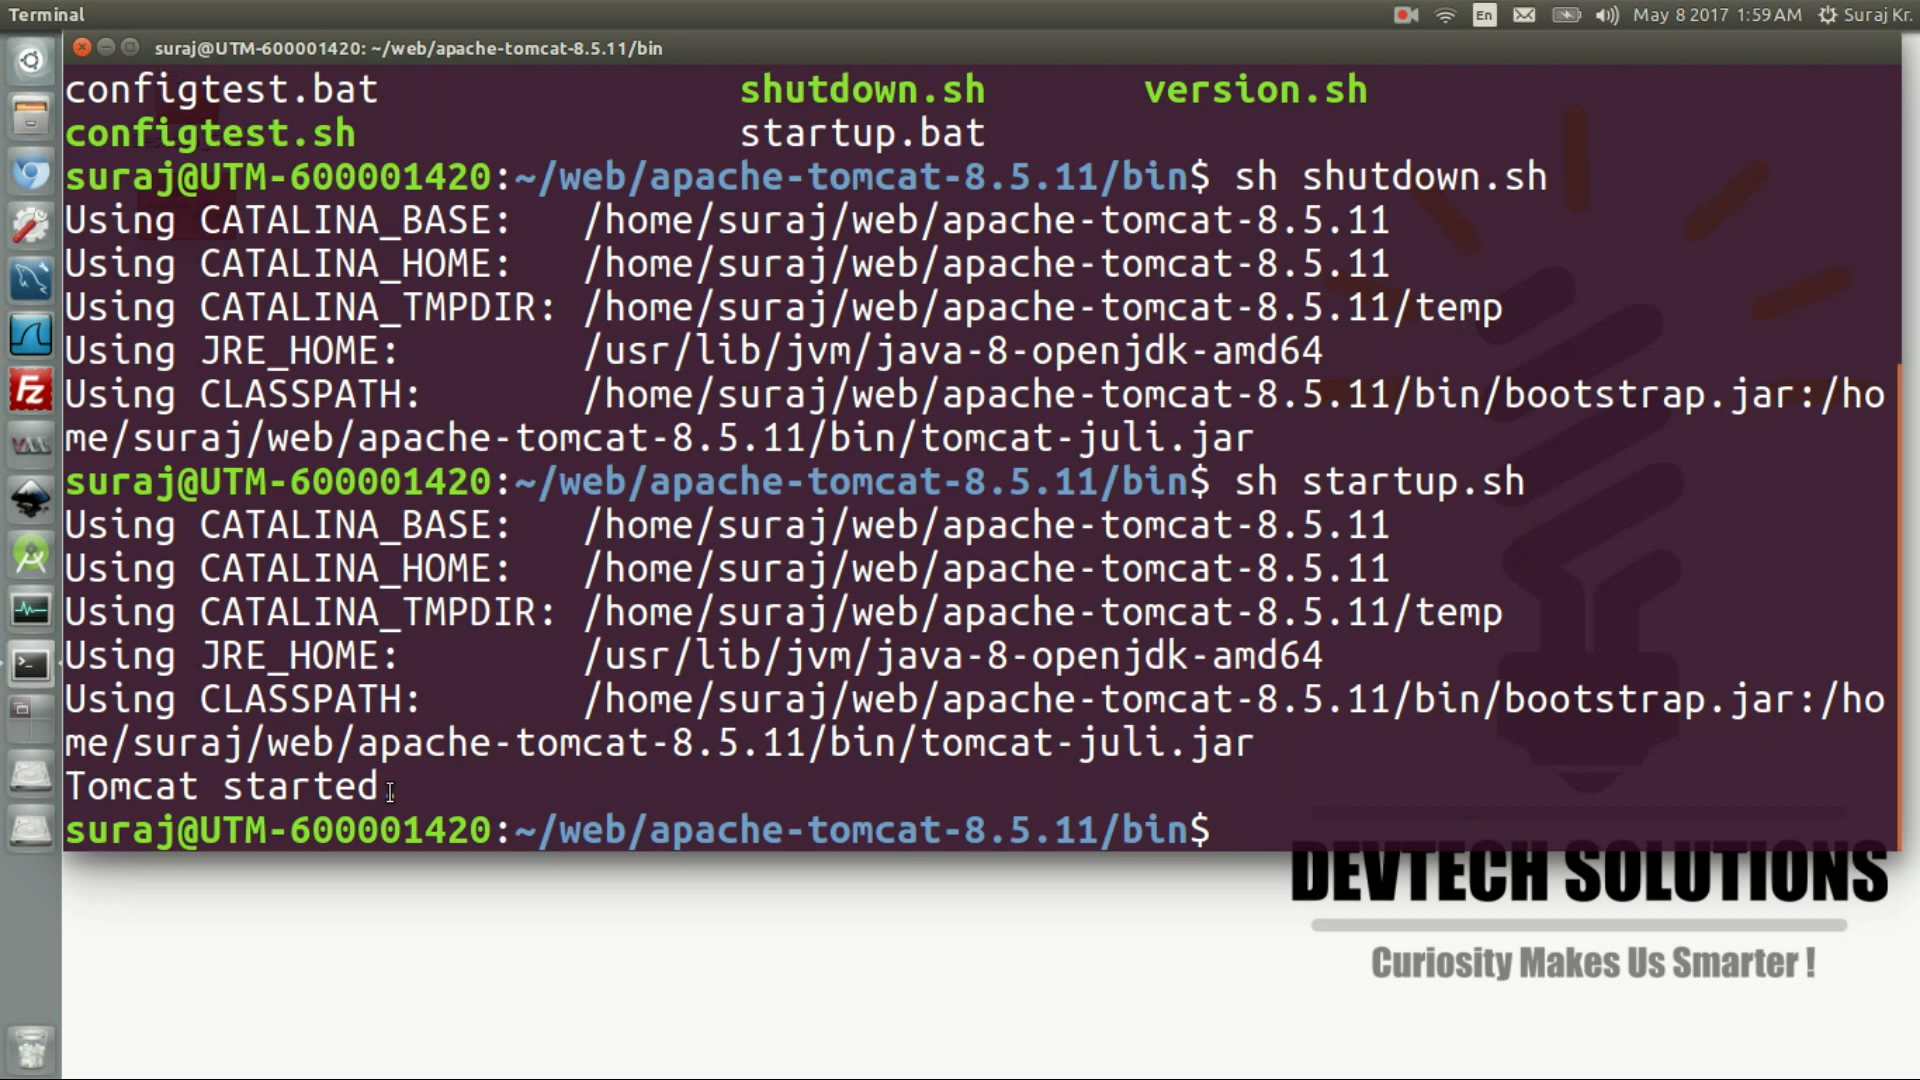 Terminal
En
May 8 2017 1:59 AM
Suraj Kr.
suraj@UTM-600001420: ~/web/apache-tomcat-8.5.11/bin
configtest.bat shutdown.sh version.sh
configtest.sh startup.bat
suraj@UTM-600001420:~/web/apache-tomcat-8.5.11/bin$ sh shutdown.sh
Using CATALINA_BASE: /home/suraj/web/apache-tomcat-8.5.11
Using CATALINA_HOME: /home/suraj/web/apache-tomcat-8.5.11
Using CATALINA_TMPDIR: /home/suraj/web/apache-tomcat-8.5.11/temp
Using JRE_HOME: /usr/lib/jvm/java-8-openjdk-amd64
Using CLASSPATH: /home/suraj/web/apache-tomcat-8.5.11/bin/bootstrap.jar:/ho
me/suraj/web/apache-tomcat-8.5.11/bin/tomcat-juli.jar
suraj@UTM-600001420:~/web/apache-tomcat-8.5.11/bin$ sh startup.sh
Using CATALINA_BASE: /home/suraj/web/apache-tomcat-8.5.11
Using CATALINA_HOME: /home/suraj/web/apache-tomcat-8.5.11
Using CATALINA_TMPDIR: /home/suraj/web/apache-tomcat-8.5.11/temp
Using JRE_HOME: /usr/lib/jvm/java-8-openjdk-amd64
Using CLASSPATH: /home/suraj/web/apache-tomcat-8.5.11/bin/bootstrap.jar:/ho
me/suraj/web/apache-tomcat-8.5.11/bin/tomcat-juli.jar
Tomcat started.
suraj@UTM-600001420:~/web/apache-tomcat-8.5.11/bin$
DEVTECH SOLUTIONS
Curiosity Makes Us Smarter !
Fz